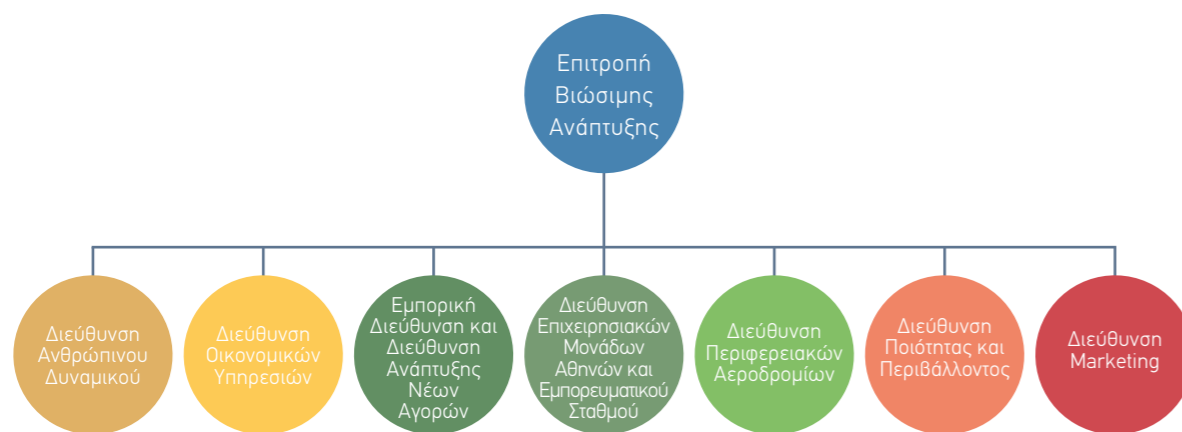 Επιτροπή
Βιώσιμης
Ανάπτυξης
Διεύθυνση
Ανθρώπινου
Δυναμικού
Διεύθυνση
Οικονομικών
Υπηρεσιών
Εμπορική
Διεύθυνση και
Διεύθυνση
Ανάπτυξης
Νέων
Αγορών
Διεύθυνση
Επιχειρησιακών
Μονάδων
Αθηνών και
Εμπορευματικού
Σταθμού
Διεύθυνση
Περιφερειακών
Αεροδρομίων
Διεύθυνση
Ποιότητας και
Περιβάλλοντος
Διεύθυνση
Marketing